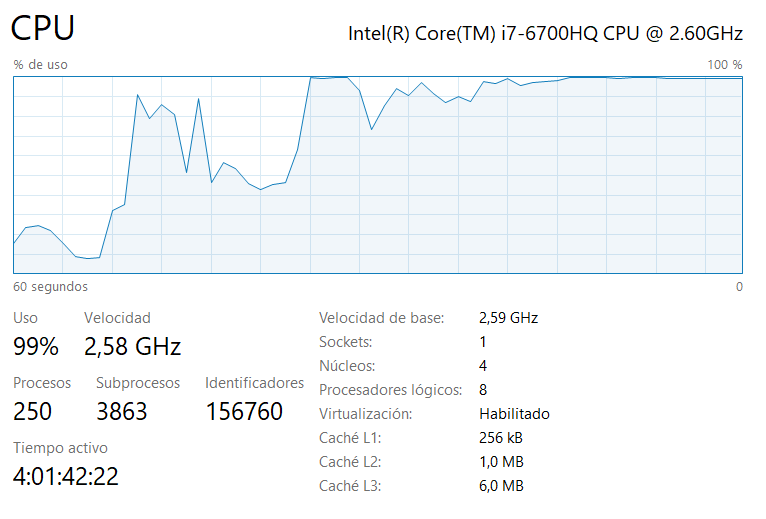 CPU
Intel(R) Core(TM) i7-6700HQ CPU @ 2.60GHz
% de uso
100 %
60 segundos
0
Uso
Velocidad
99%
2,58 GHz
Procesos
Subprocesos
Identificadores
250
3863
156760
Tiempo activo
4:01:42:22
Velocidad de base:
2,59 GHz
Sockets:
1
Núcleos:
4
Procesadores lógicos:
8
Virtualización:
Habilitado
Caché L1:
256 kB
Caché L2:
1,0 MB
Caché L3:
6,0 MB